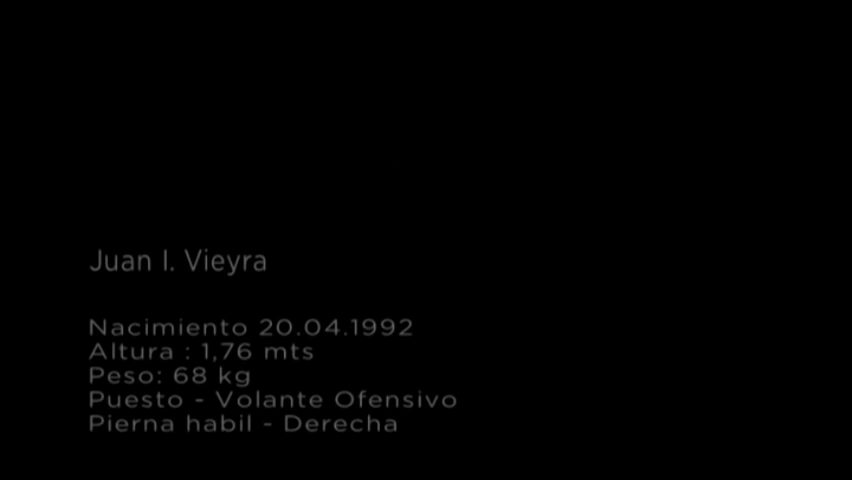 Juan I. Vieyra
Nacimiento 20.04.1992
Altura : 1,76 mts
Peso: 68 kg
Puesto - Volante Ofensivo
Pierna habil - Derecha